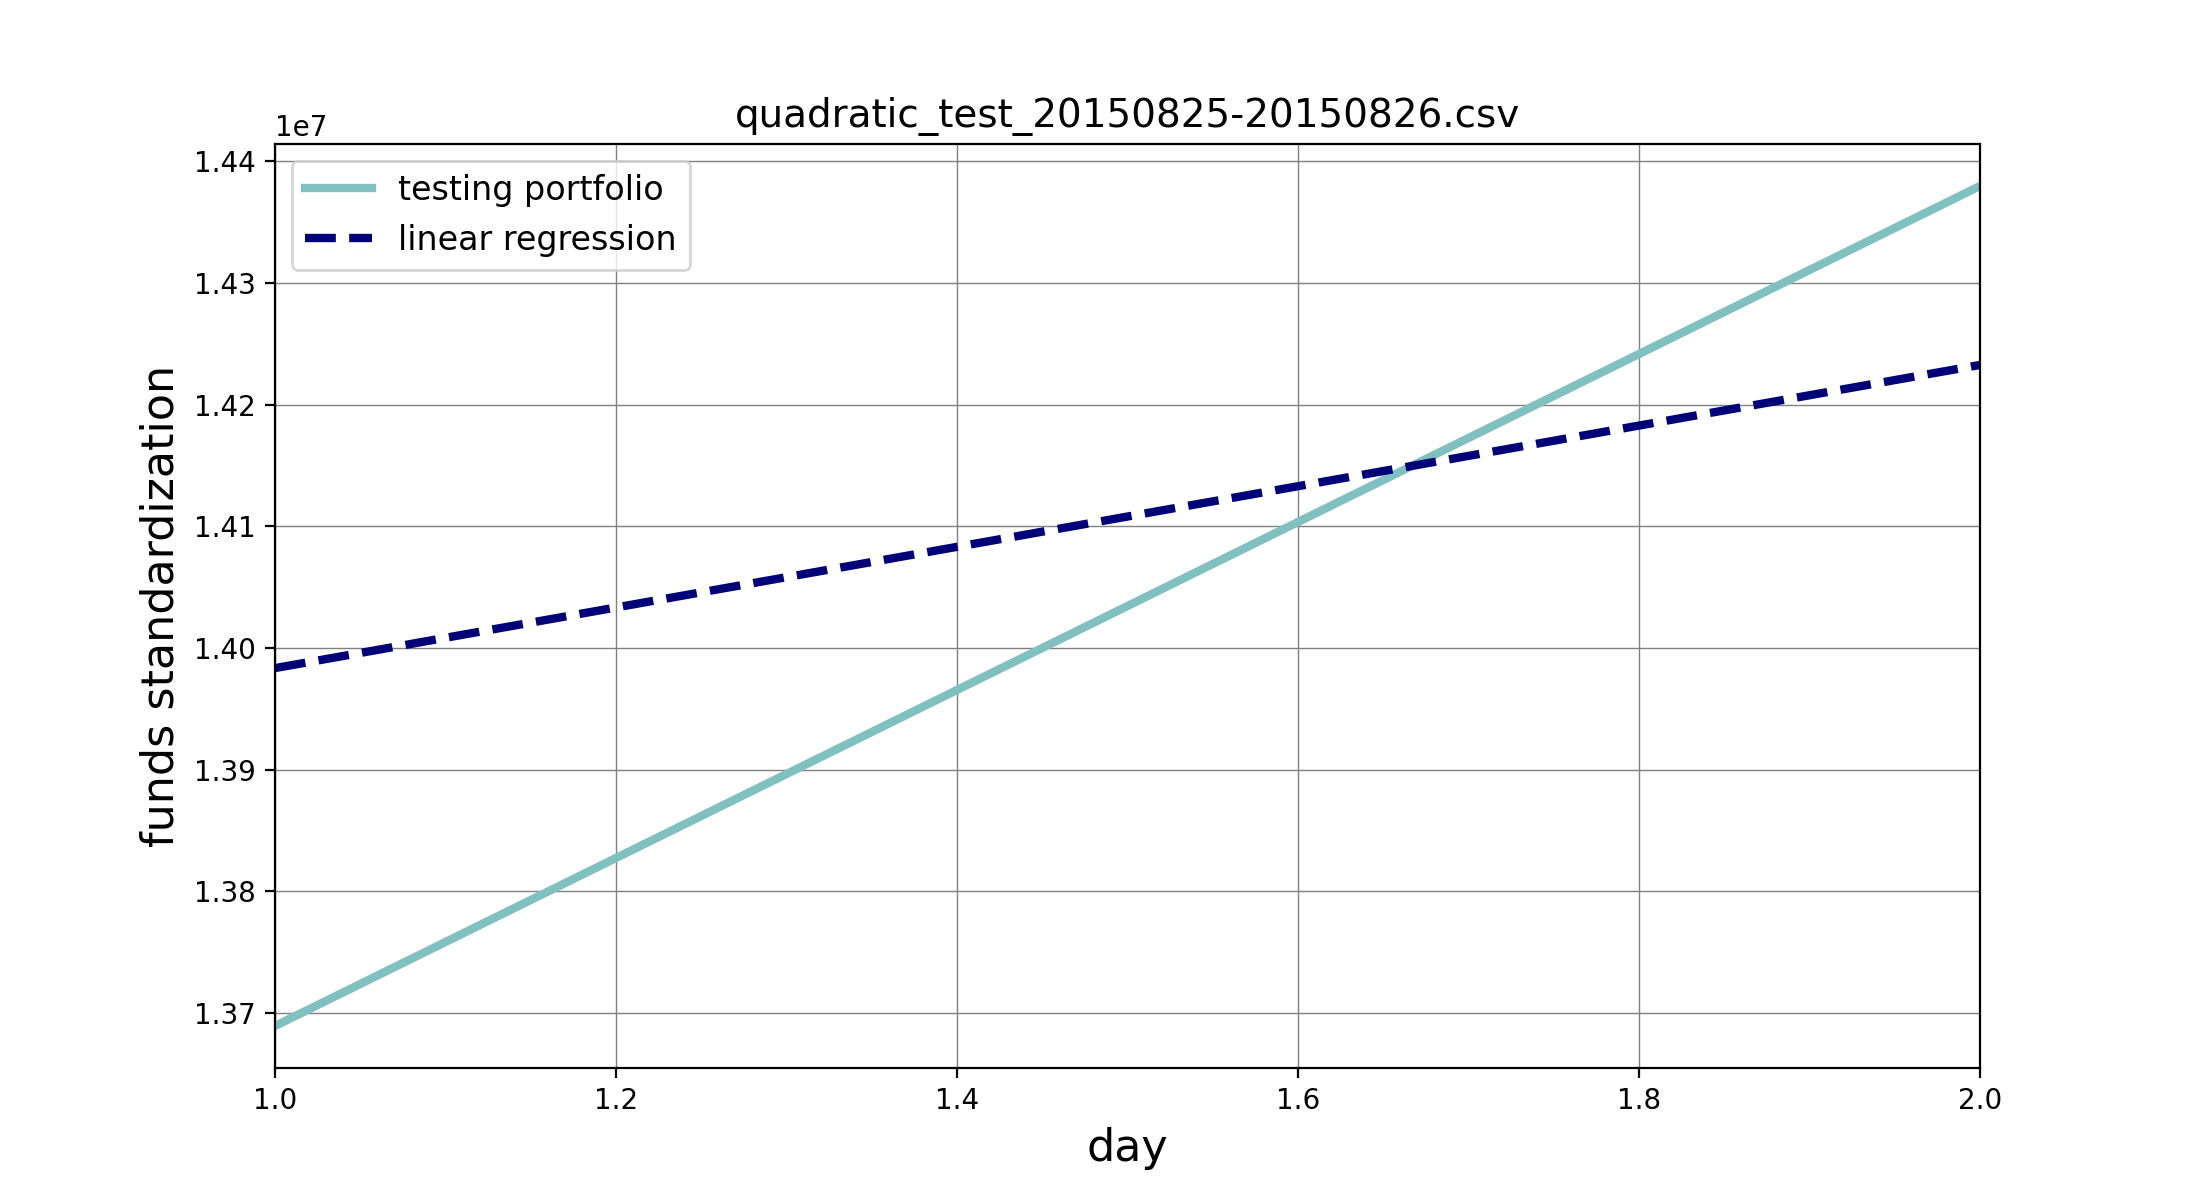 quadratic_test_20150825-20150826.csv
1e7
1.44
1.43
1.42
1.41
1.40
1.39
1.38
1.37
funds standardization
testing portfolio
linear regression
1.0 1.2 1.4 1.6 1.8 2.0
day